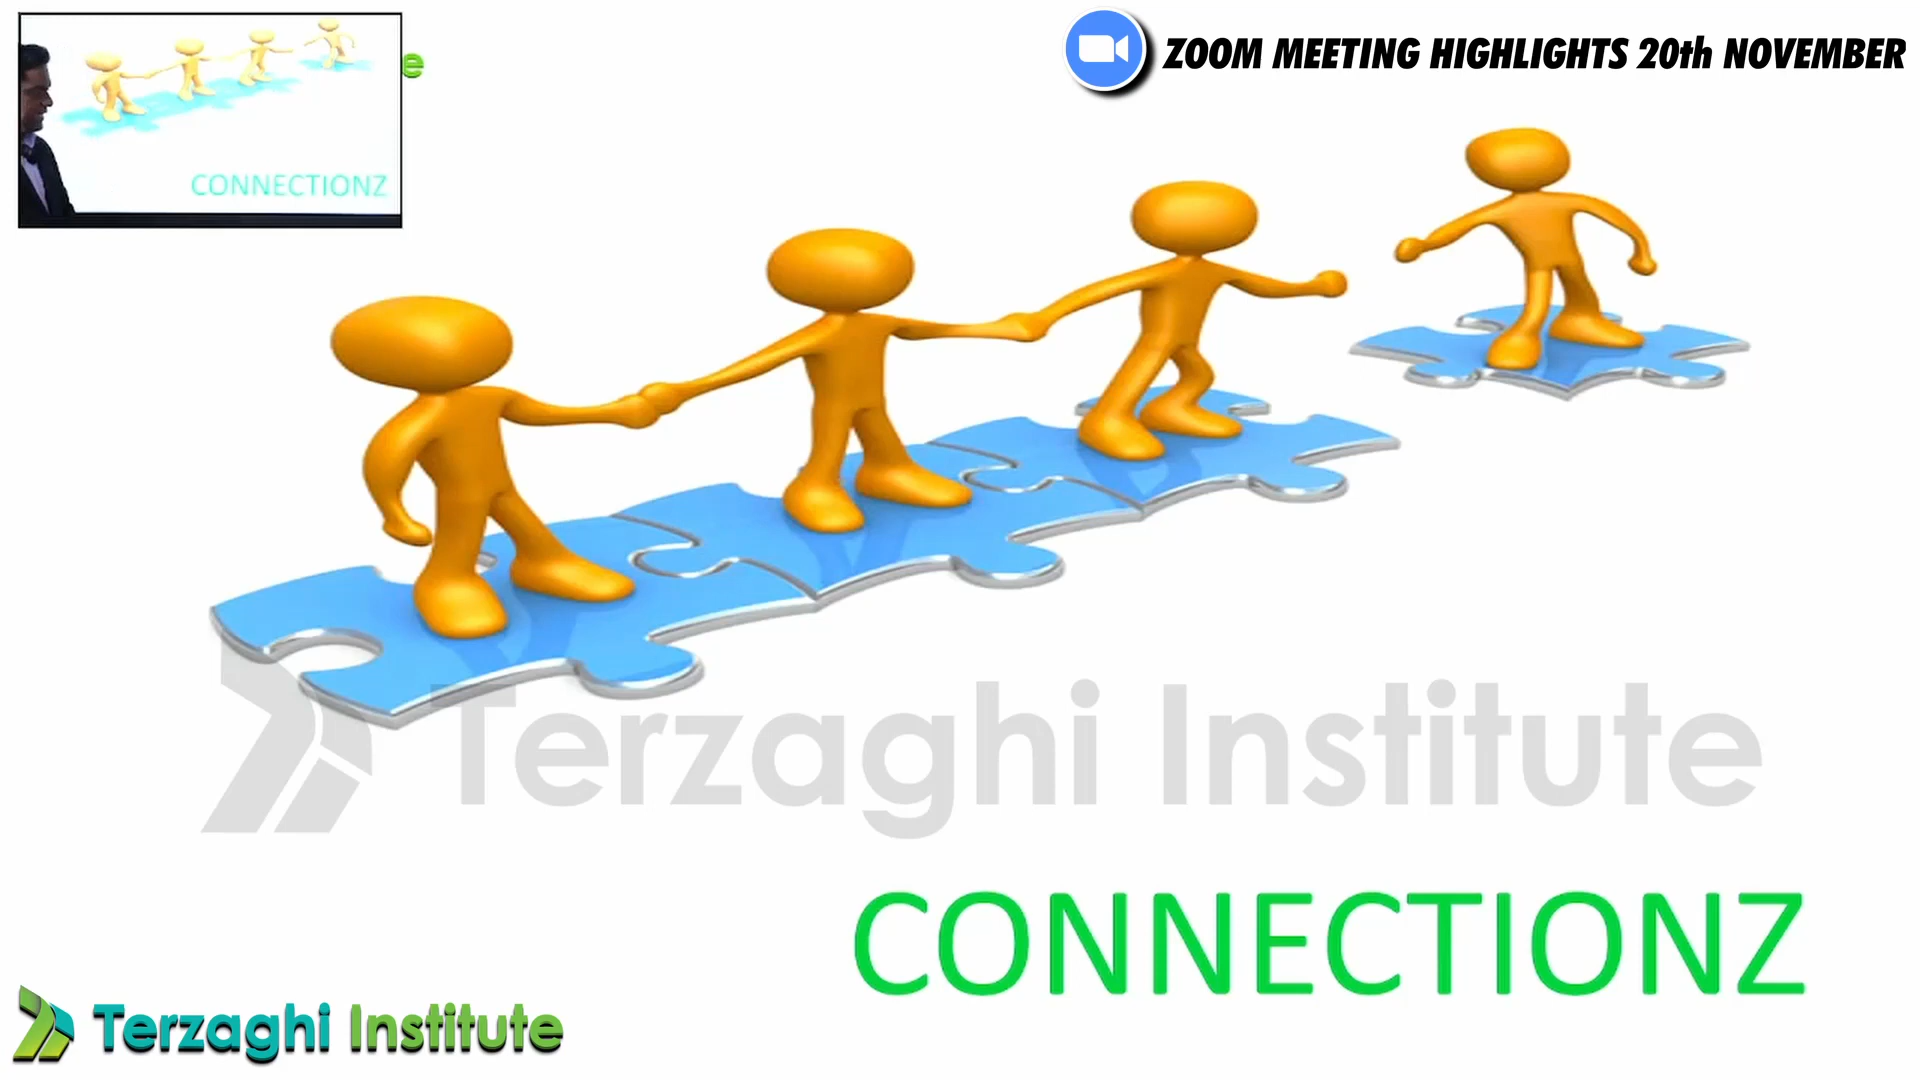 ZOOM MEETING HIGHLIGHTS 20th NOVEMBER
e
CONNECTIONZ
Terzaghi Institute
CONNECTIONZ
Terzaghi Institute